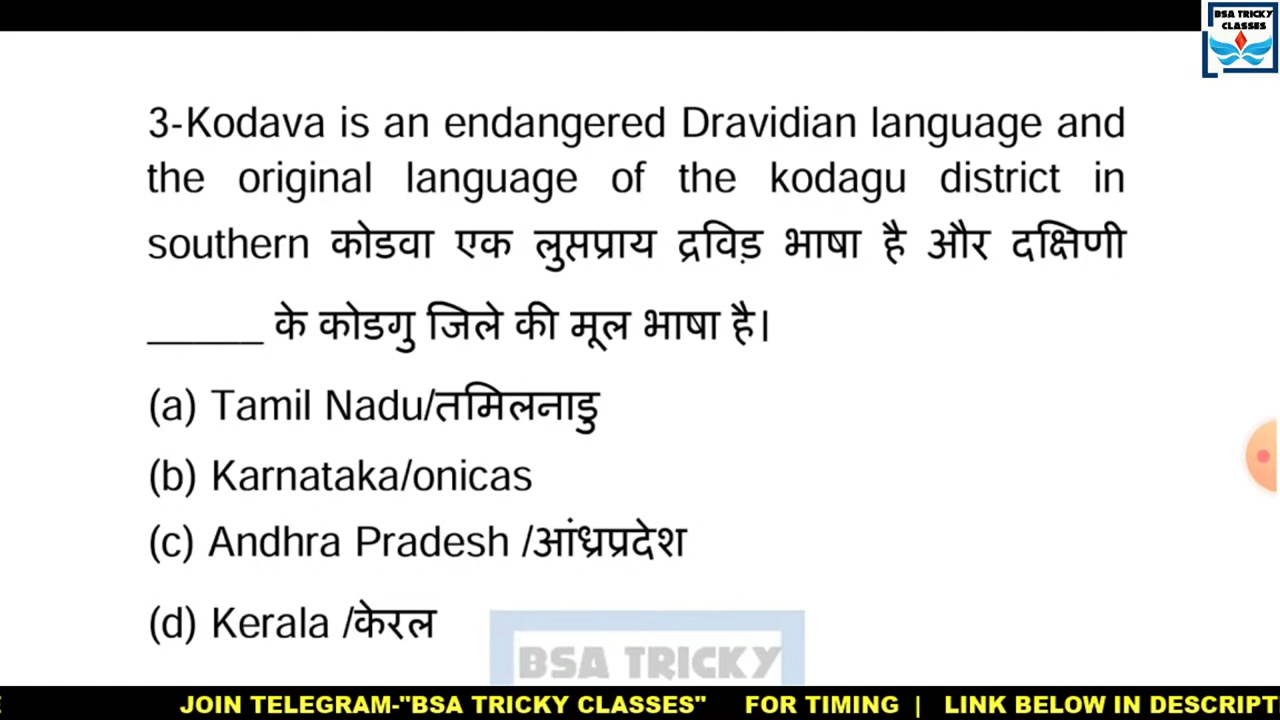 BSA TRICKY
CLASSES
3-Kodava is an endangered Dravidian language and
the original language of the kodagu district in
southern कोडवा एक लुप्तप्राय द्रविड़ भाषा है और दक्षिणी
_____ के कोडगु जिले की मूल भाषा है।
(a) Tamil Nadu/तमिलनाडु
(b) Karnataka/onicas
(c) Andhra Pradesh /आंध्रप्रदेश
(d) Kerala /केरल
BSA TRICKY
E JOIN TELEGRAM-"BSA TRICKY CLASSES" FOR TIMING | LINK BELOW IN DESCRIPT